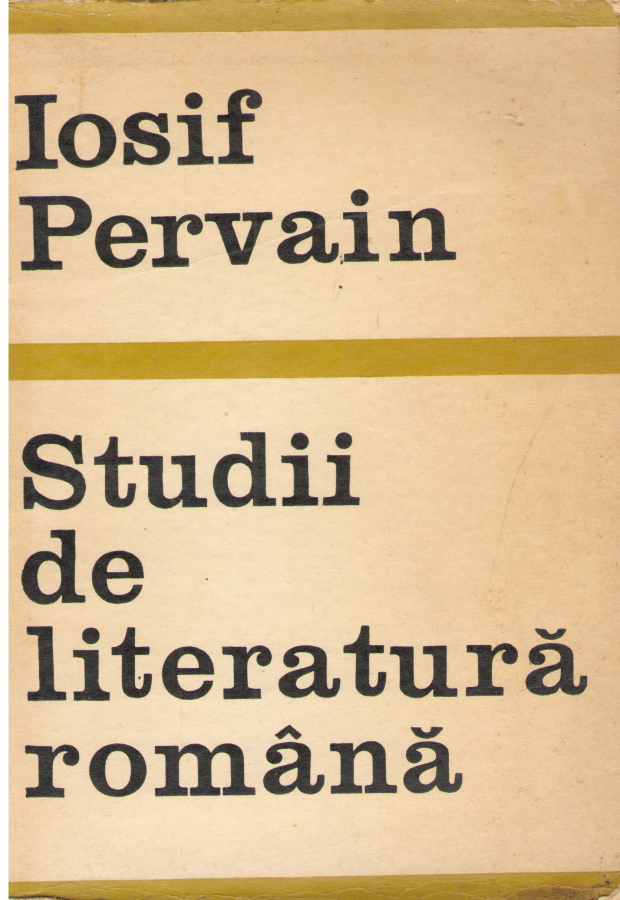 Iosif
Pervain
Studii
de
literatură
română